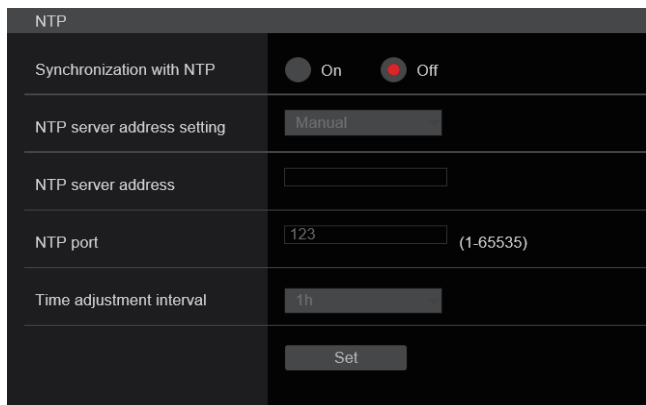 NTP
Synchronization with NTP On Off
NTP server address setting Manual
NTP server address
NTP port 123 (1-65535)
Time adjustment interval 1h
Set